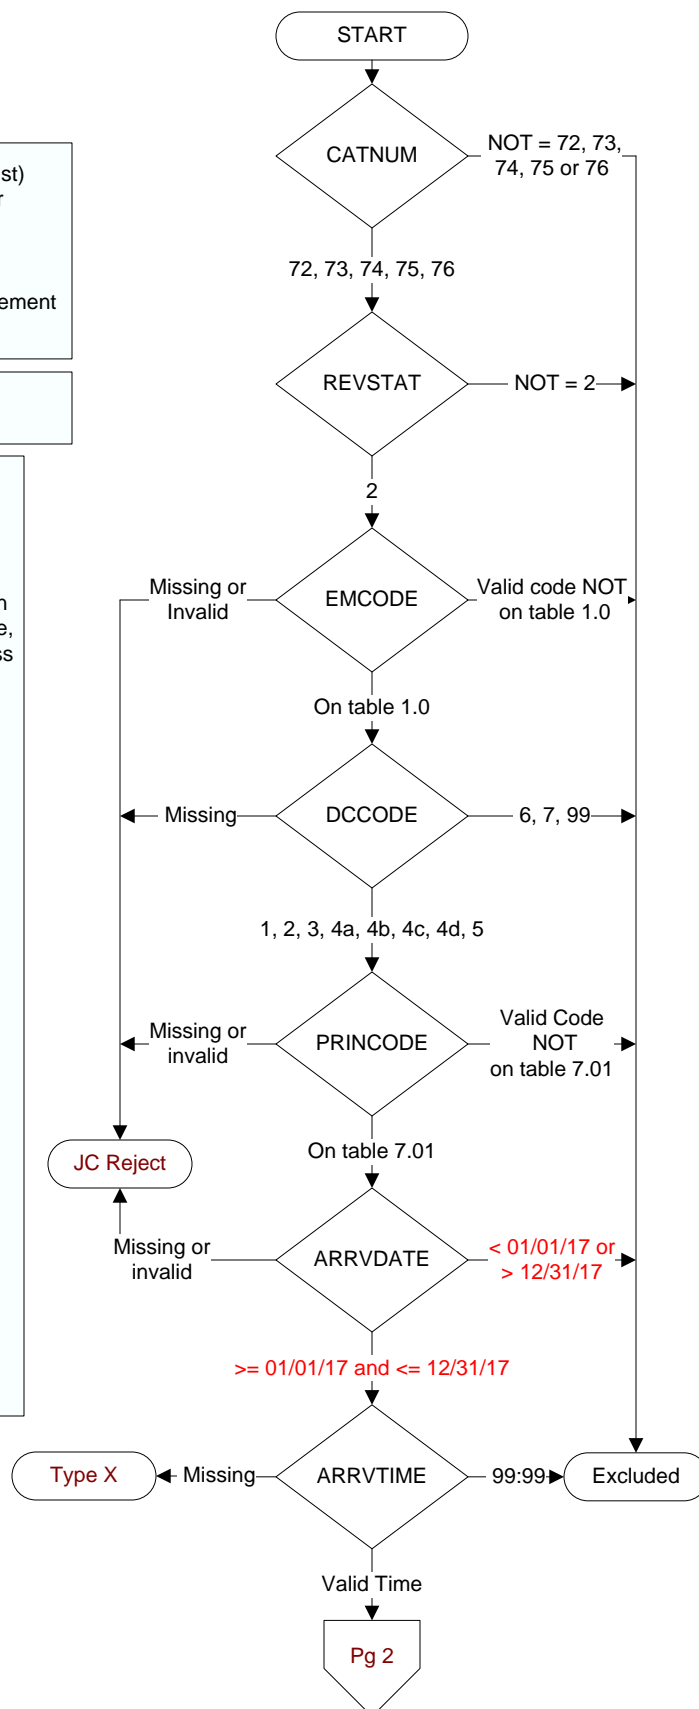 START
CATNUM
NOT = 72, 73,
74, 75 or 76
st)
r
72, 73, 74, 75, 76
ement
REVSTAT
NOT = 2
2
Missing or
Invalid
EMCODE
Valid code NOT
on table 1.0
n
e,
ss
On table 1.0
Missing
DCCODE
6, 7, 99
1, 2, 3, 4a, 4b, 4c, 4d, 5
Missing or
invalid
PRINCODE
Valid Code
NOT
on table 7.01
On table 7.01
JC Reject
Missing or
invalid
ARRVDATE
< 01/01/17 or
> 12/31/17
>= 01/01/17 and <= 12/31/17
Type X
Missing
ARRVTIME
99:99
Excluded
Valid Time
Pg 2